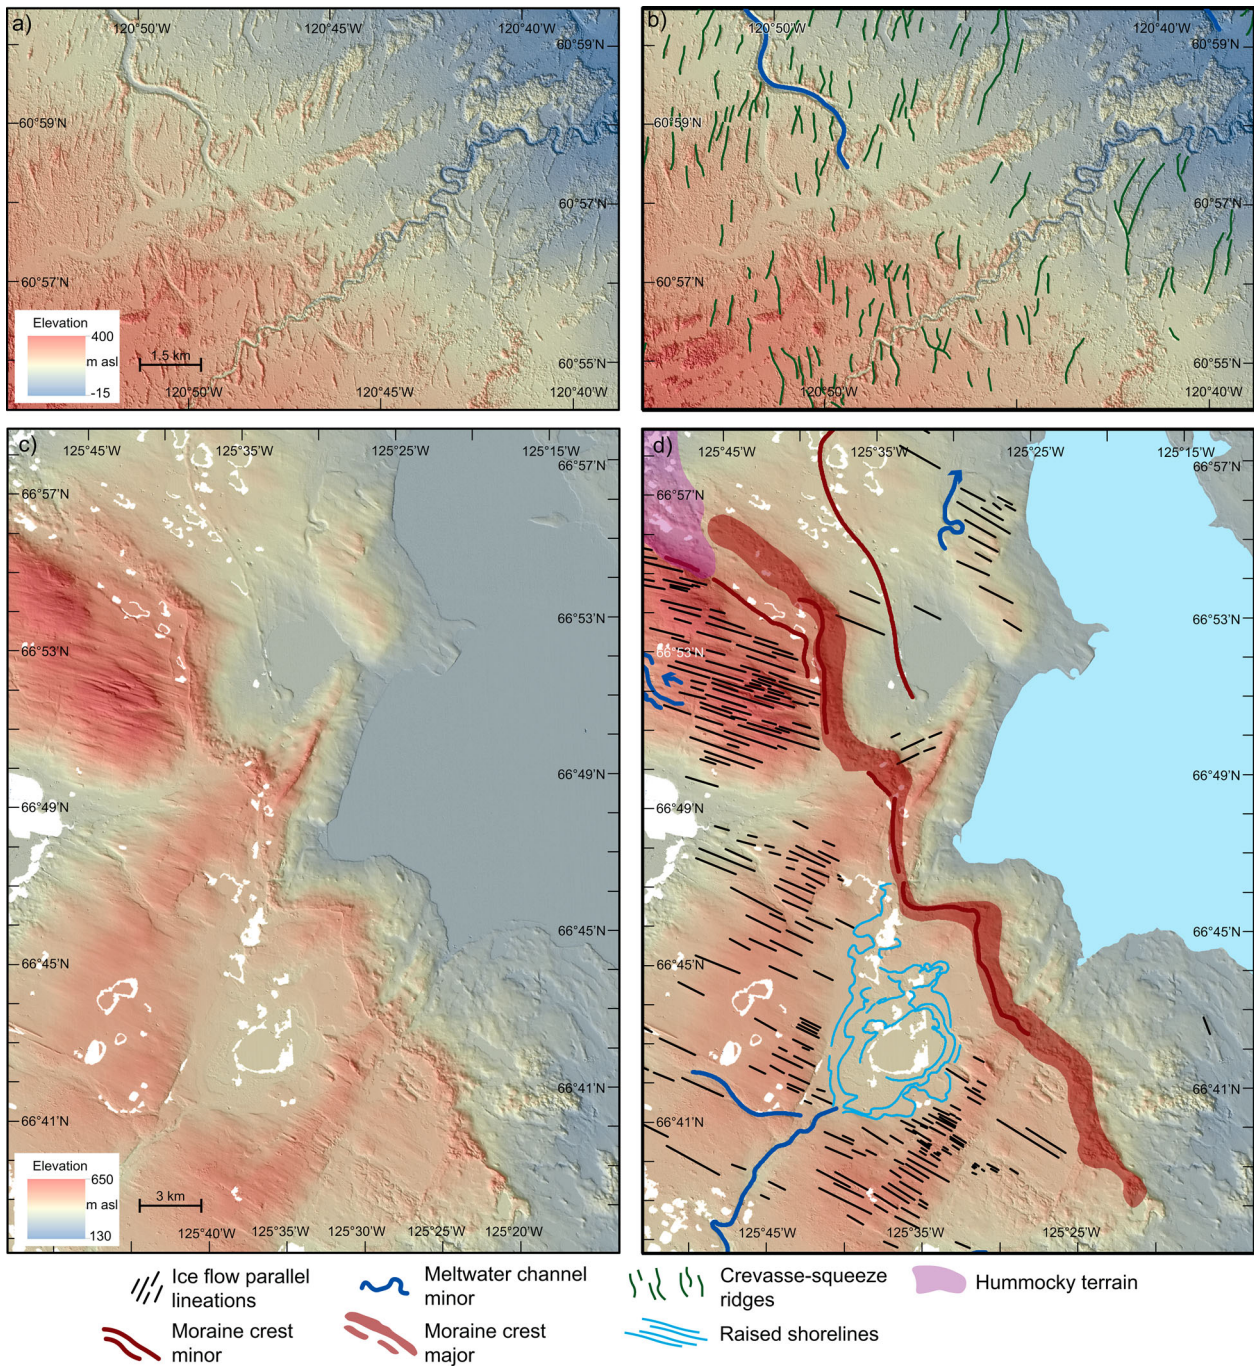 a)
120°50'W
120°45'W
120°40'W
60°59'N
60°59'N
60°57'N
60°57'N
Elevation
400
m asl
-15
1.5 km
60°55'N
120°50'W
120°45'W
120°40'W
b)
120°50'W
120°40'W
60°59'N
60°59'N
60°57'N
60°57'N
60°55'N
120°50'W
120°40'W
c)
125°45'W
125°35'W
125°25'W
125°15'W
66°57'N
66°57'N
66°53'N
66°53'N
66°49'N
66°49'N
66°45'N
66°45'N
66°41'N
66°41'N
Elevation
650
m asl
130
3 km
125°40'W
125°35'W
125°30'W
125°25'W
125°20'W
d)
125°45'W
125°35'W
125°25'W
125°15'W
66°57'N
66°57'N
66°53'N
66°53'N
66°49'N
66°49'N
66°45'N
66°45'N
66°41'N
66°41'N
125°45'W
125°35'W
125°25'W
Ice flow parallel
lineations
Meltwater channel
minor
Crevasse-squeeze
ridges
Hummocky terrain
Moraine crest
minor
Moraine crest
major
Raised shorelines